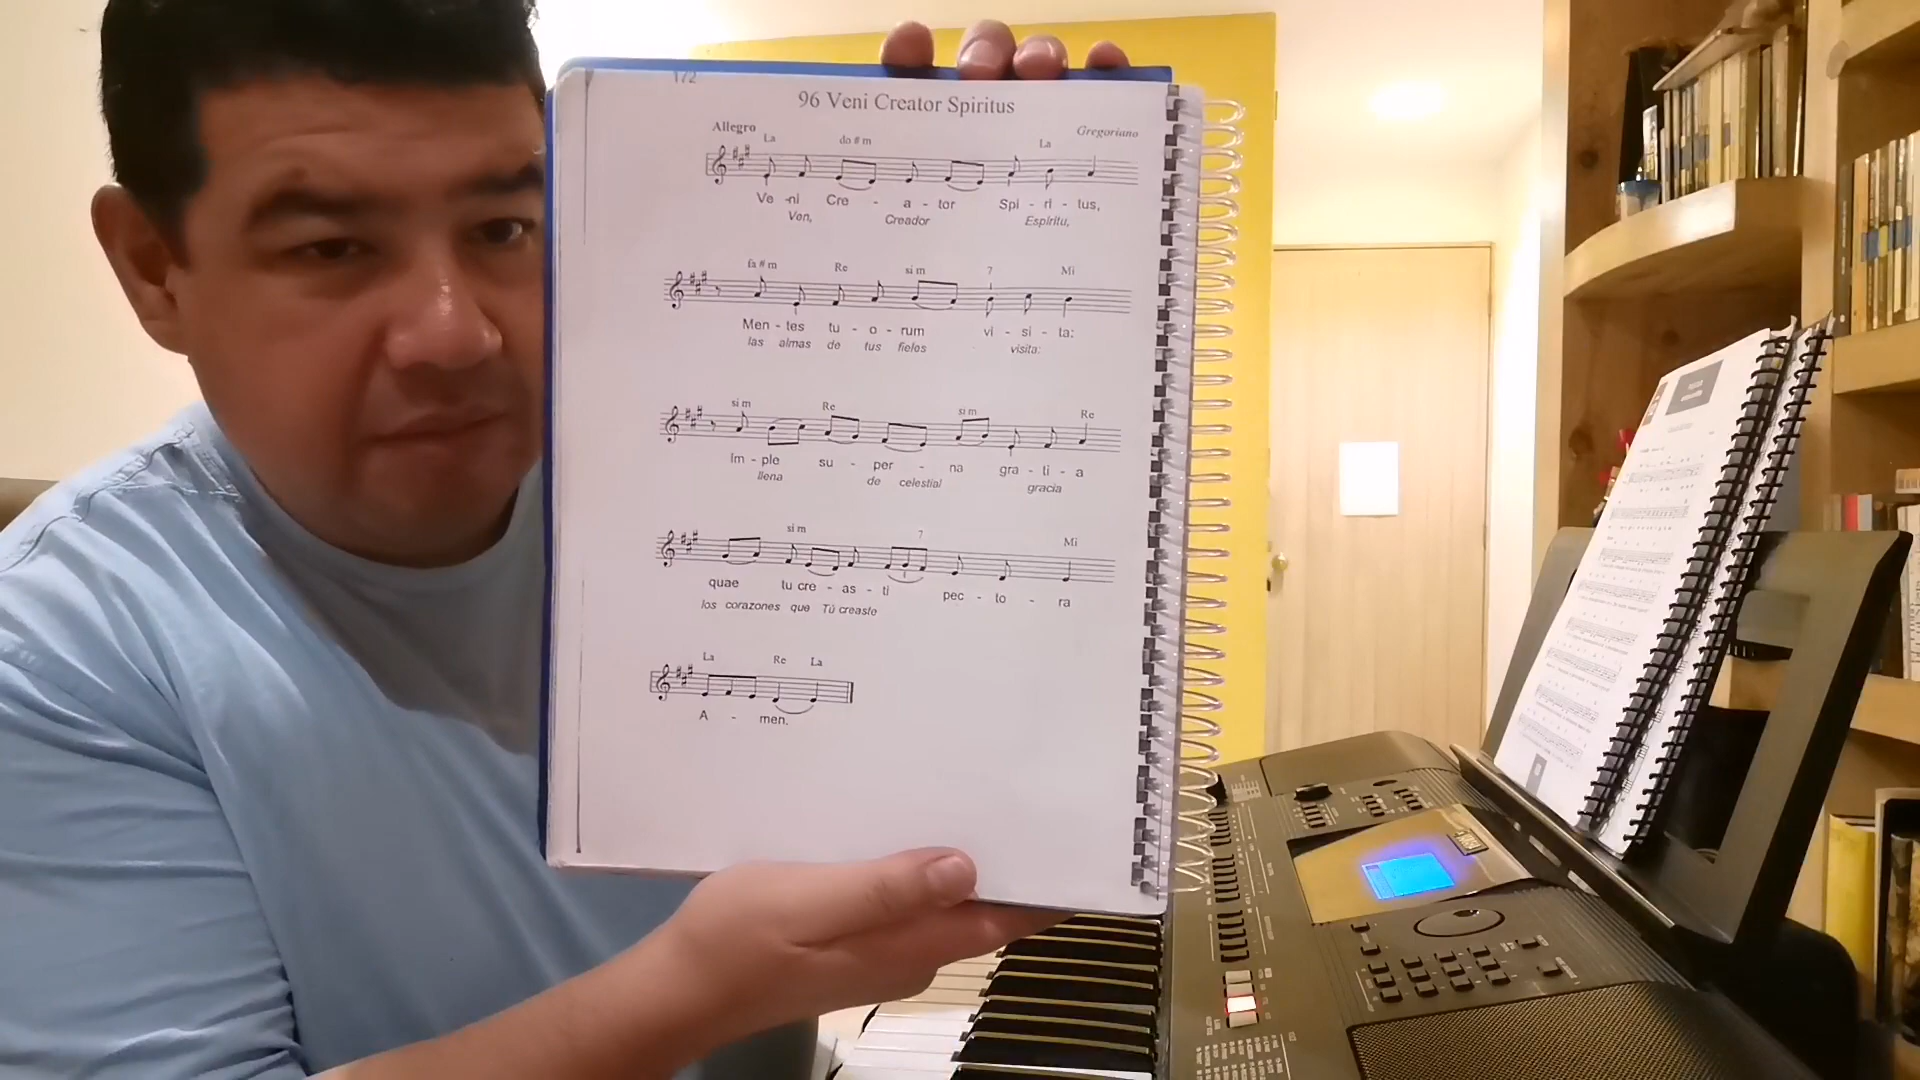 172
96 Veni Creator Spiritus
Allegro
Gregoriano
La do # m La
Ve -ni Cre - a - tor Spi - ri - tus,
Ven, Creador Espíritu,
fa # m Re si m 7 Mi
Men - tes tu - o - rum vi - si - ta:
las almas de tus fieles visita:
si m Re si m Re
Im - ple su - per - na gra - ti - a
llena de celestial gracia
si m 7 Mi
quae tu cre - as - ti pec - to - ra
los corazones que Tú creaste
La Re La
A - men.